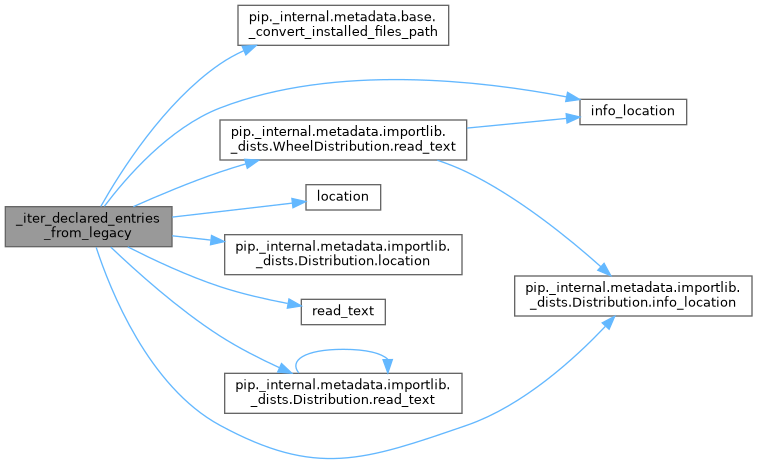 pip._internal.metadata.base.
_convert_installed_files_path
info_location
pip._internal.metadata.importlib.
_dists.WheelDistribution.read_text
location
_iter_declared_entries
_from_legacy
pip._internal.metadata.importlib.
_dists.Distribution.location
pip._internal.metadata.importlib.
_dists.Distribution.info_location
read_text
pip._internal.metadata.importlib.
_dists.Distribution.read_text